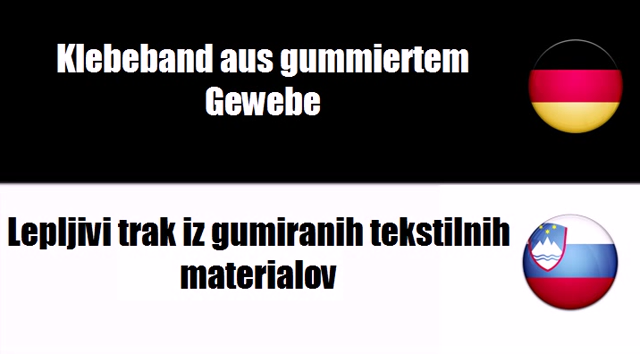 Klebeband aus gummiertem
Gewebe
Lepljivi trak iz gumiranih tekstilnih
materialov